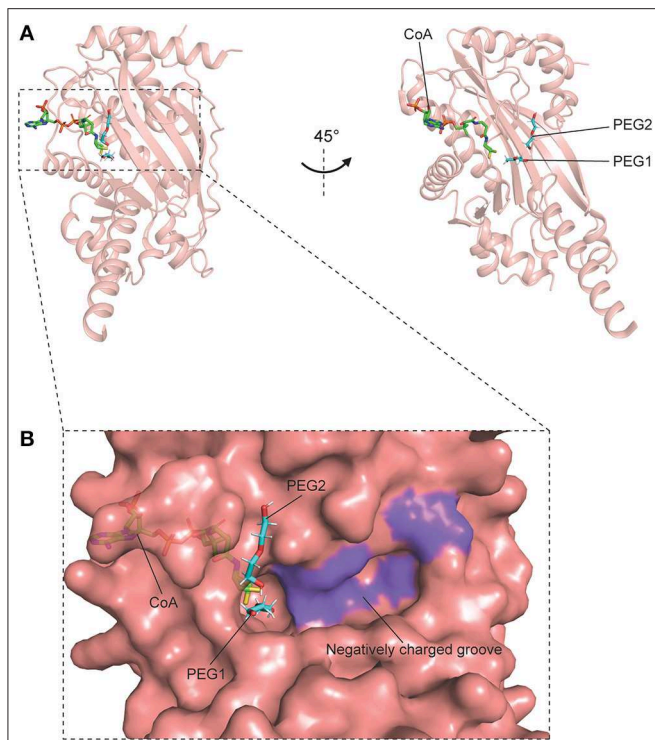 A
CoA
45°
PEG2
PEG1
B
PEG2
CoA
Negatively charged groove
PEG1